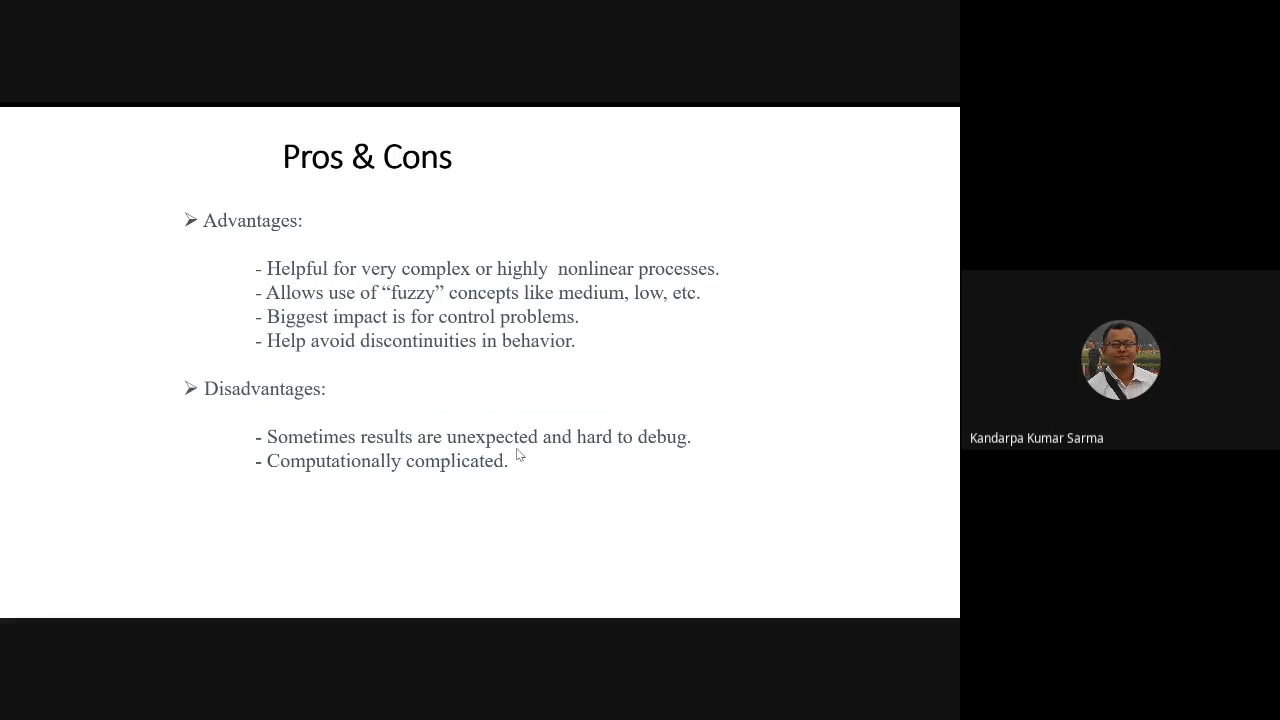 Pros & Cons
➢ Advantages:
- Helpful for very complex or highly  nonlinear processes.
- Allows use of “fuzzy” concepts like medium, low, etc.
- Biggest impact is for control problems.
- Help avoid discontinuities in behavior.
➢ Disadvantages:
- Sometimes results are unexpected and hard to debug.
- Computationally complicated.
Kandarpa Kumar Sarma